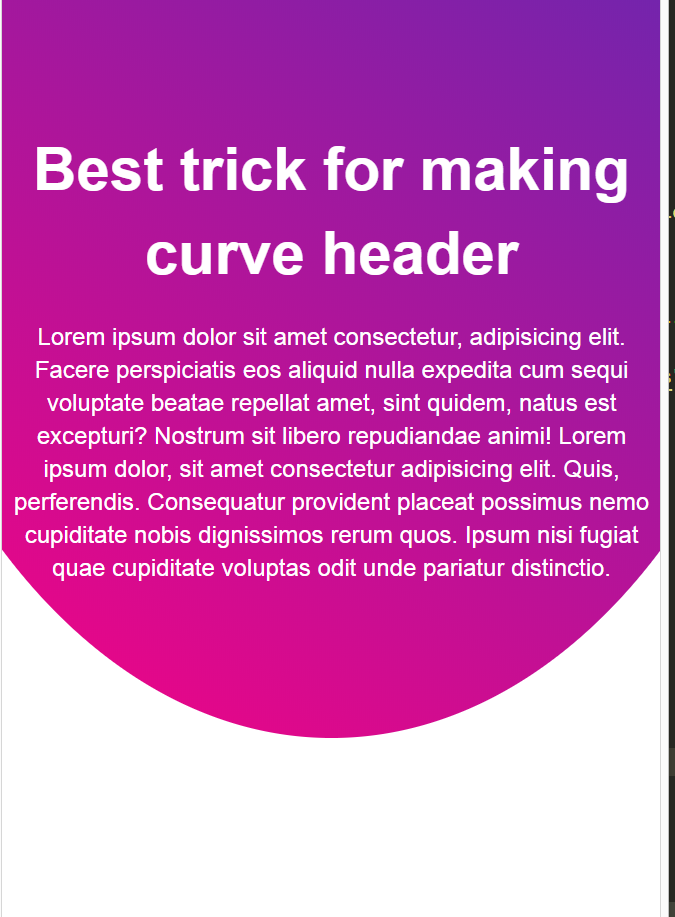 Best trick for making
curve header
Lorem ipsum dolor sit amet consectetur, adipisicing elit.
Facere perspiciatis eos aliquid nulla expedita cum sequi
voluptate beatae repellat amet, sint quidem, natus est
excepturi? Nostrum sit libero repudiandae animi! Lorem
ipsum dolor, sit amet consectetur adipisicing elit. Quis,
perferendis. Consequatur provident placeat possimus nemo
cupiditate nobis dignissimos rerum quos. Ipsum nisi fugiat
quae cupiditate voluptas odit unde pariatur distinctio.